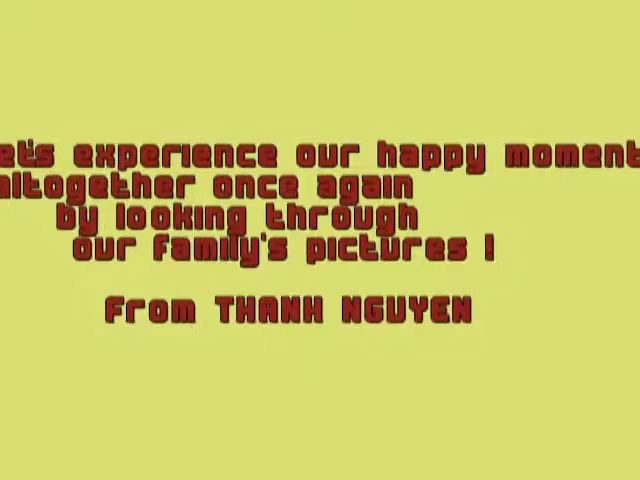 et's experience our happy moment
altogether once again
by looking through
our family's pictures !
From THANH NGUYEN